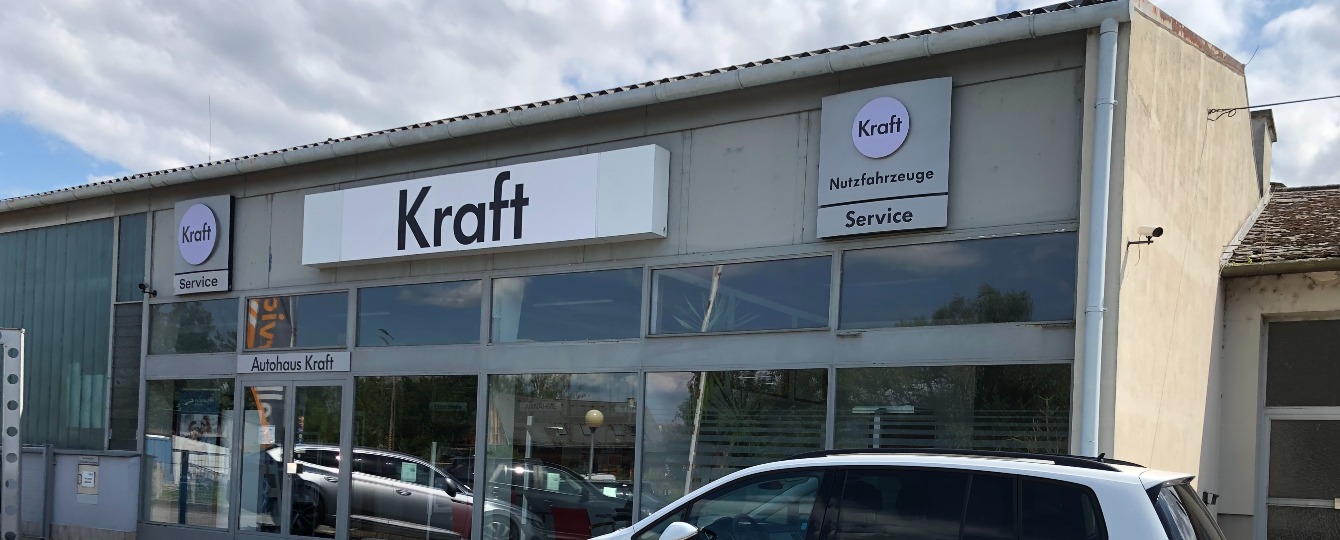 Kraft
Service
Kraft
Kraft
Nutzfahrzeuge
Service
Autohaus Kraft